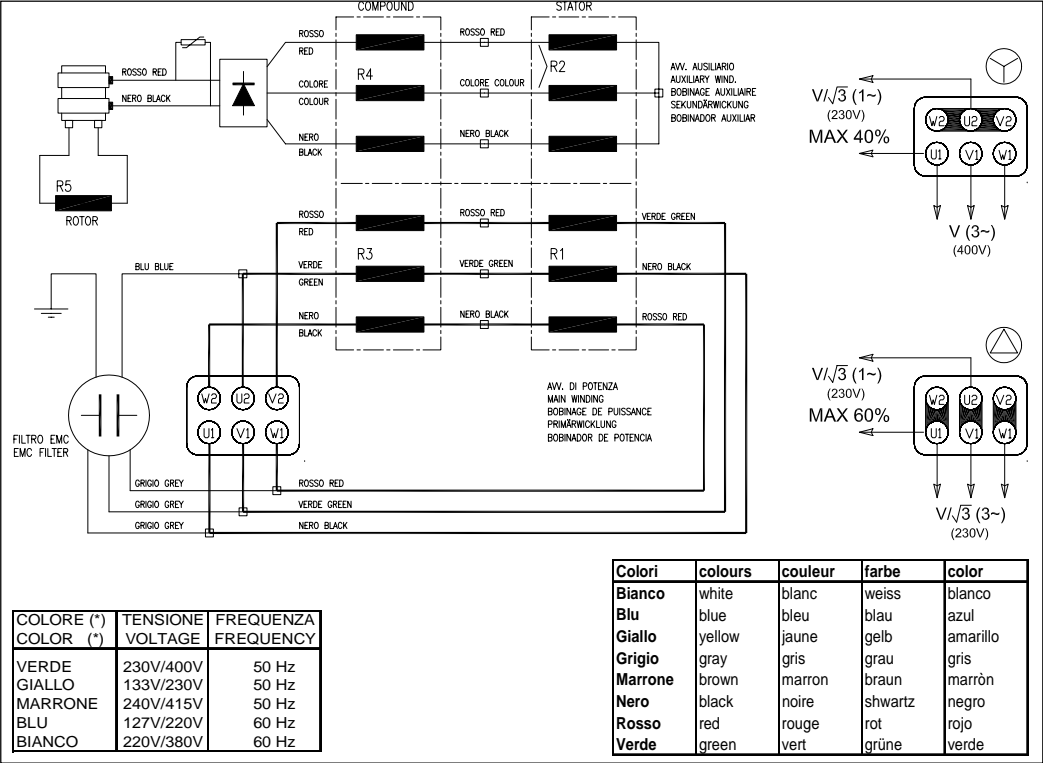 COMPOUND
STATOR
ROSSO
RED
ROSSO RED
ROSSO RED
R4
R2
COLORE
COLOUR
COLORE COLOUR
NERO BLACK
NERO
BLACK
NERO BLACK
AVV. AUSILIARIO
AUXILIARY WIND.
BOBINAGE AUXILIAIRE
SEKUNDÄRWICKUNG
BOBINADOR AUXILIAR
R5
ROTOR
V/√3 (1~)
(230V)
MAX 40%
W2 U2 V2
U1 V1 W1
V (3~)
(400V)
ROSSO
RED
ROSSO RED
VERDE GREEN
R3
R1
BLU BLUE
VERDE
GREEN
VERDE GREEN
NERO BLACK
NERO
BLACK
NERO BLACK
ROSSO RED
W2 U2 V2
U1 V1 W1
AVV. DI POTENZA
MAIN WINDING
BOBINAGE DE PUISSANCE
PRIMÄRWICKLUNG
BOBINADOR DE POTENCIA
FILTRO EMC
EMC FILTER
GRIGIO GREY
ROSSO RED
GRIGIO GREY
VERDE GREEN
GRIGIO GREY
NERO BLACK
V/√3 (1~)
(230V)
MAX 60%
W2 U2 V2
U1 V1 W1
V/√3 (3~)
(230V)
COLORE (*) TENSIONE FREQUENZA
COLOR (*) VOLTAGE FREQUENCY
VERDE 230V/400V 50 Hz
GIALLO 133V/230V 50 Hz
MARRONE 240V/415V 50 Hz
BLU 127V/220V 60 Hz
BIANCO 220V/380V 60 Hz
Colori colours couleur farbe color
Bianco white blanc weiss blanco
Blu blue bleu blau azul
Giallo yellow jaune gelb amarillo
Grigio gray gris grau gris
Marrone brown marron braun marròn
Nero black noire shwartz negro
Rosso red rouge rot rojo
Verde green vert grüne verde